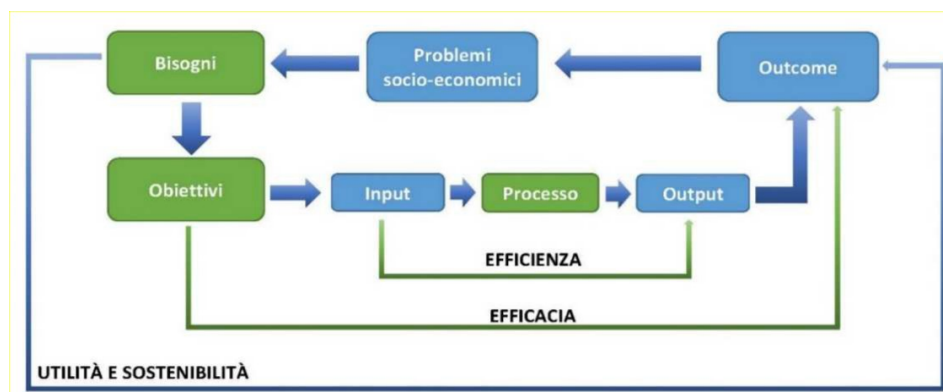 Bisogni
Problemi
socio-economici
Outcome
Obiettivi
Input
Processo
Output
EFFICIENZA
EFFICACIA
UTILITÀ E SOSTENIBILITÀ